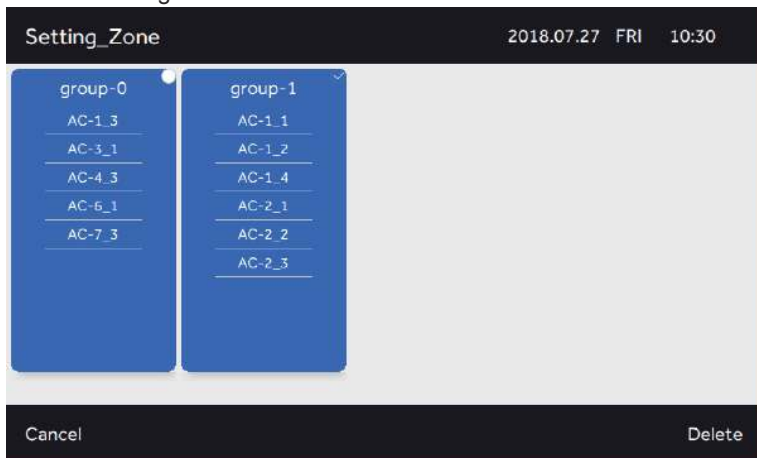 Setting_Zone 2018.07.27 FRI 10:30
group-0
AC-1_3
AC-3_1
AC-4_3
AC-6_1
AC-7_3
group-1
AC-1_1
AC-1_2
AC-1_4
AC-2_1
AC-2_2
AC-2_3
Cancel Delete